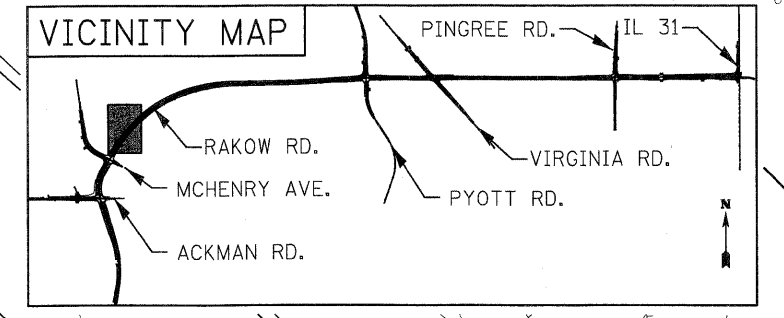 VICINITY MAP
PINGREE RD.
IL 31
RAKOW RD.
VIRGINIA RD.
MCHENRY AVE.
PYOTT RD.
N
ACKMAN RD.